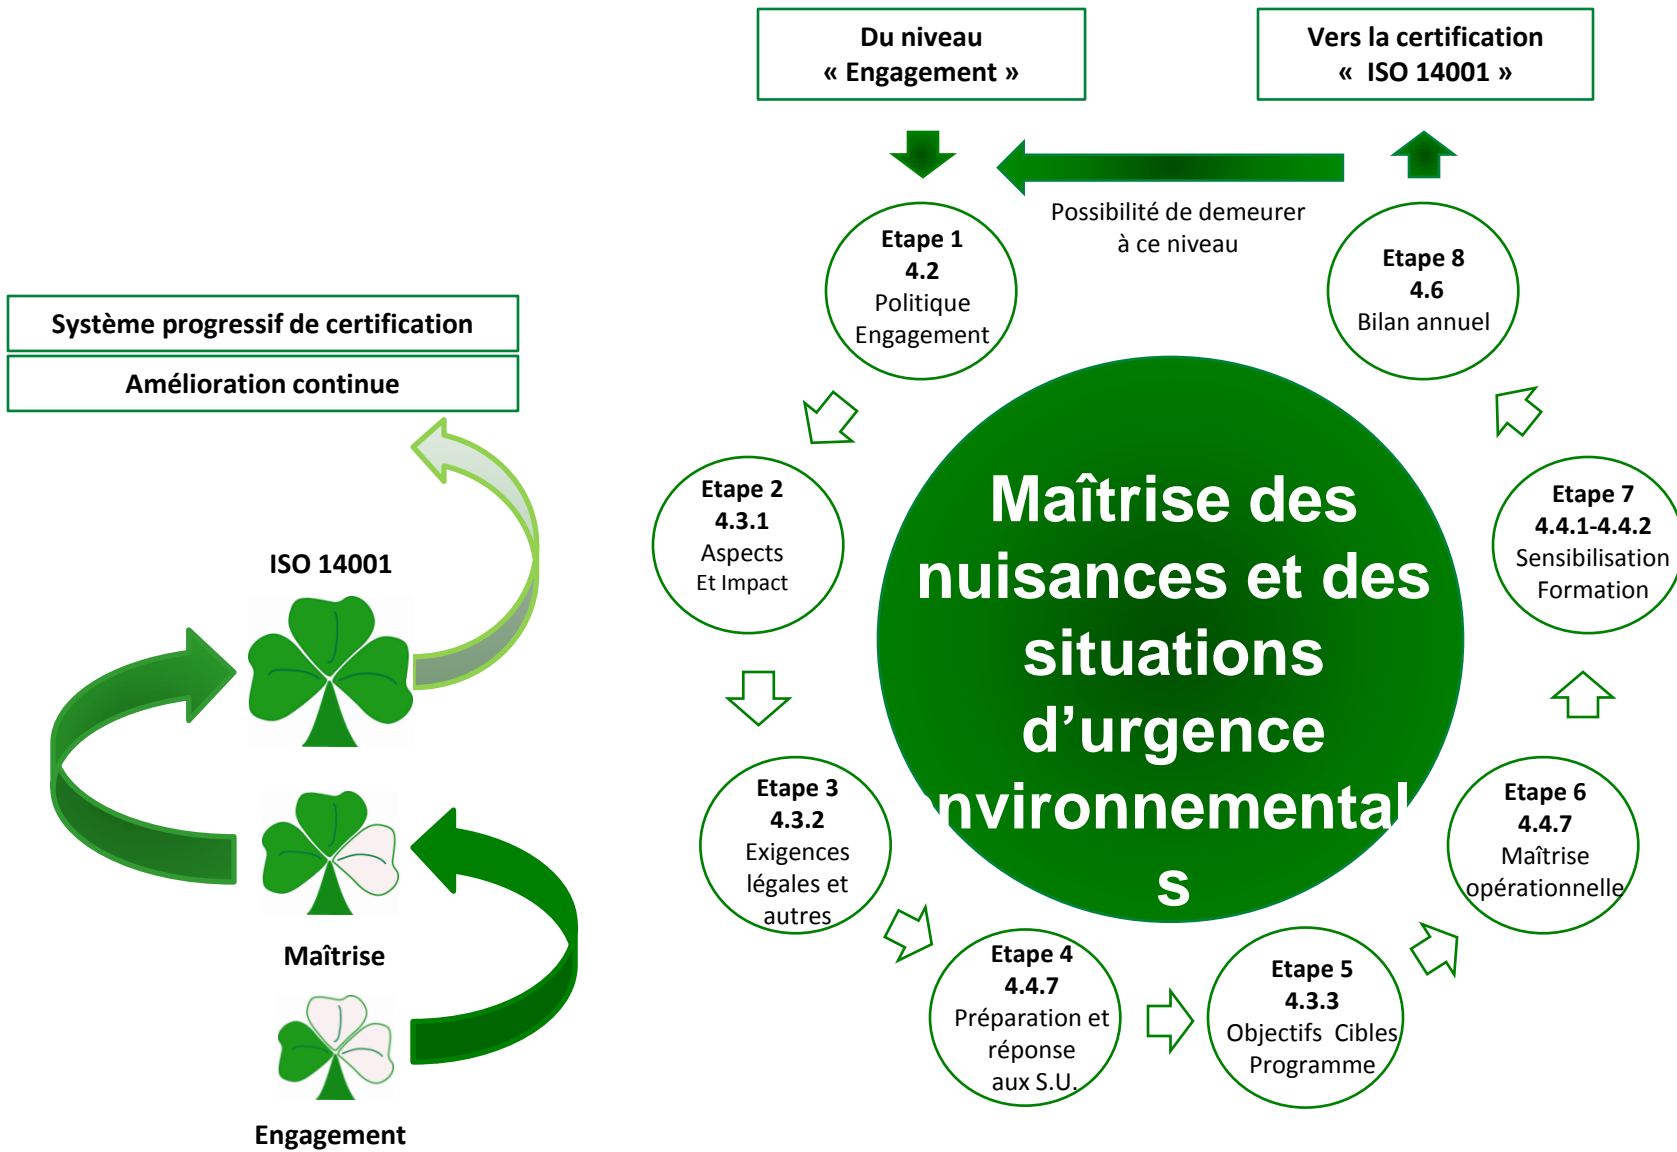 Système progressif de certification
Amélioration continue
ISO 14001
Maîtrise
Engagement
Du niveau
« Engagement »
Vers la certification
«  ISO 14001 »
Possibilité de demeurer
à ce niveau
Etape 1
4.2
Politique
Engagement
Etape 2
4.3.1
Aspects
Et Impact
Etape 3
4.3.2
Exigences
légales et
autres
Etape 4
4.4.7
Préparation et
réponse
aux S.U.
Etape 5
4.3.3
Objectifs  Cibles
Programme
Etape 6
4.4.7
Maîtrise
opérationnelle
Etape 7
4.4.1-4.4.2
Sensibilisation
Formation
Etape 8
4.6
Bilan annuel
Maîtrise des
nuisances et des
situations
d’urgence
nvironnemental
s